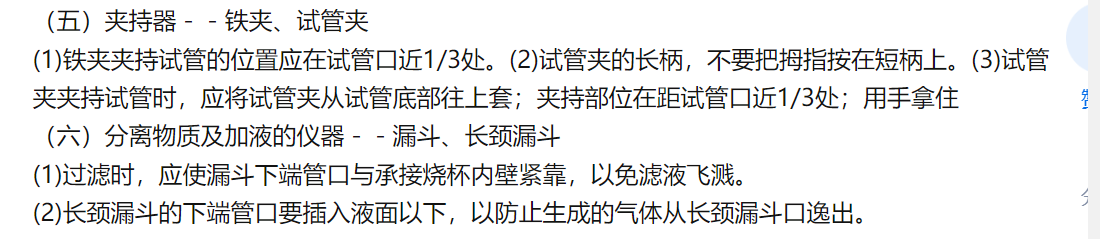 （五）夹持器－－铁夹、试管夹
(1)铁夹夹持试管的位置应在试管口近1/3处。(2)试管夹的长柄，不要把拇指按在短柄上。(3)试管
夹夹持试管时，应将试管夹从试管底部往上套；夹持部位在距试管口近1/3处；用手拿住
（六）分离物质及加液的仪器－－漏斗、长颈漏斗
(1)过滤时，应使漏斗下端管口与承接烧杯内壁紧靠，以免滤液飞溅。
(2)长颈漏斗的下端管口要插入液面以下，以防止生成的气体从长颈漏斗口逸出。